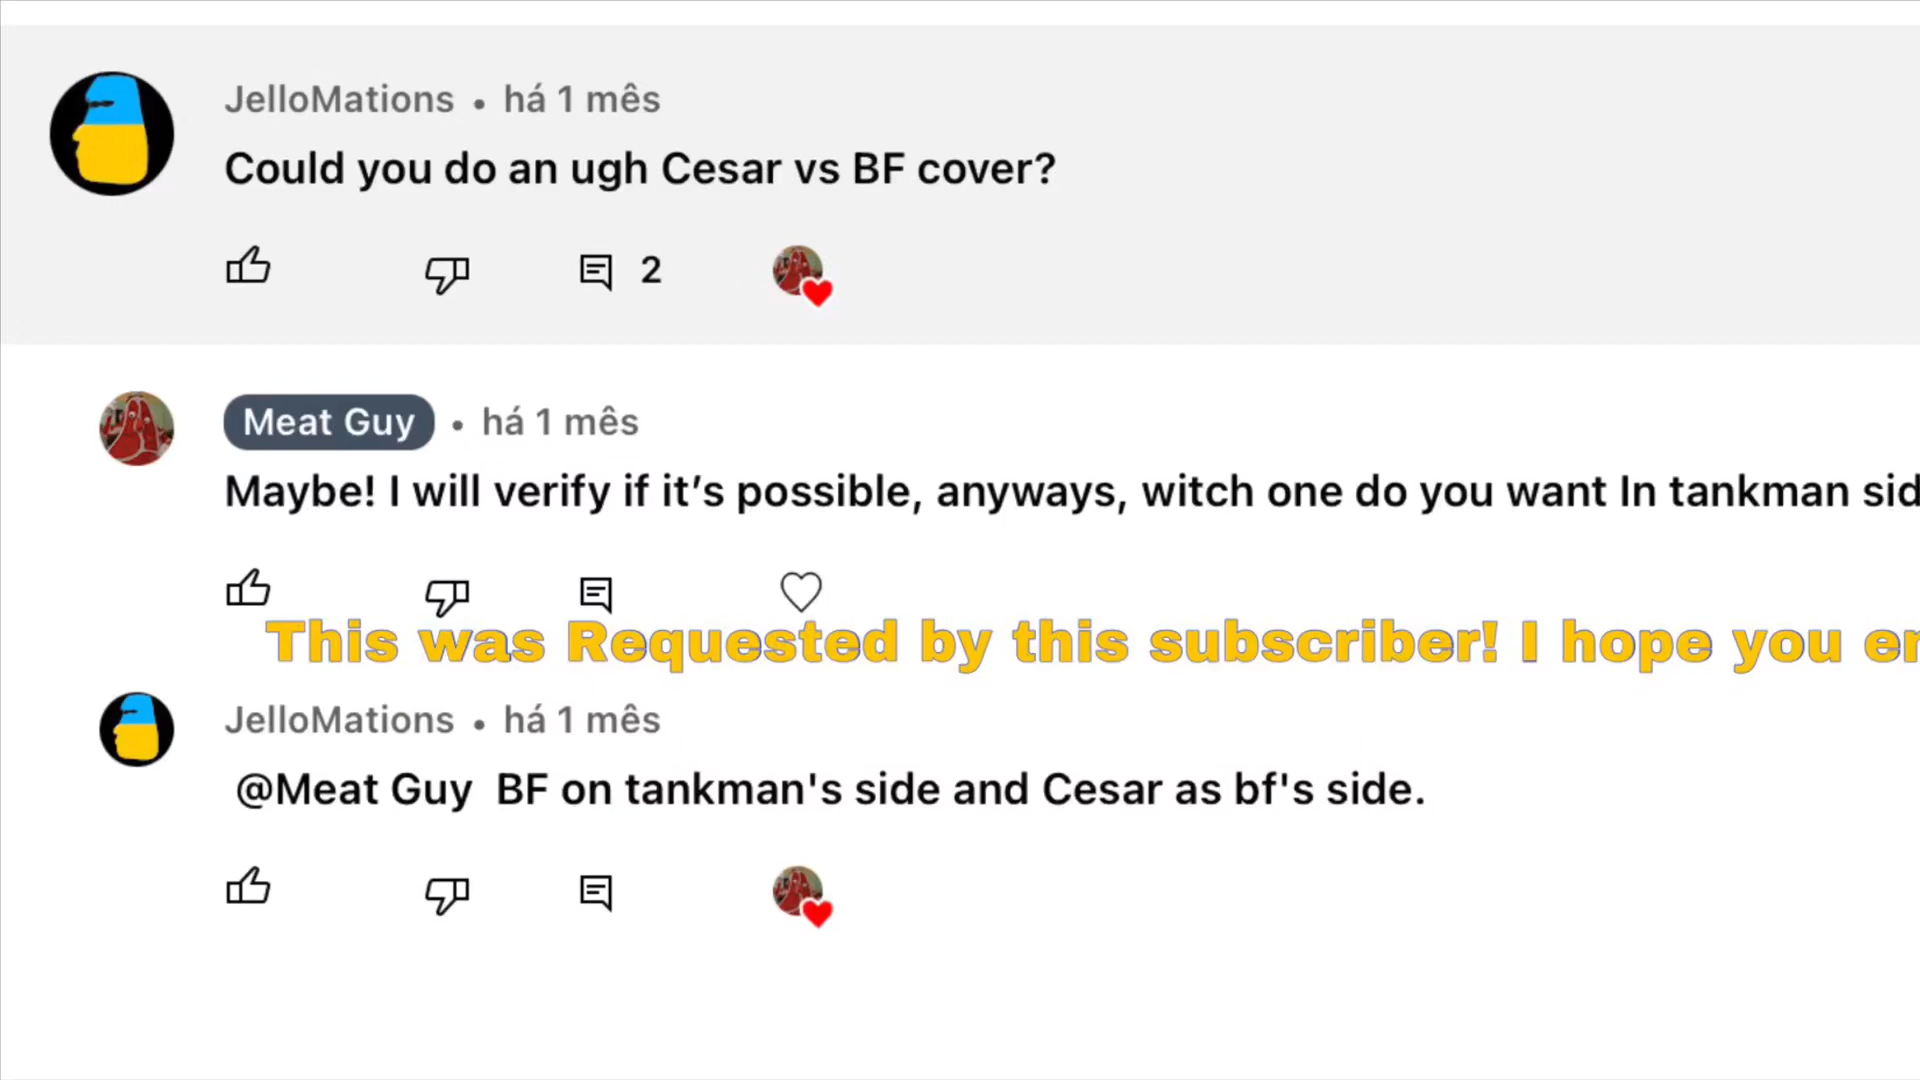 JelloMations • há 1 mês
Could you do an ugh Cesar vs BF cover?
2
Meat Guy • há 1 mês
Maybe! I will verify if it’s possible, anyways, witch one do you want In tankman sid
This was Requested by this subscriber! I hope you en
JelloMations • há 1 mês
@Meat Guy  BF on tankman's side and Cesar as bf's side.